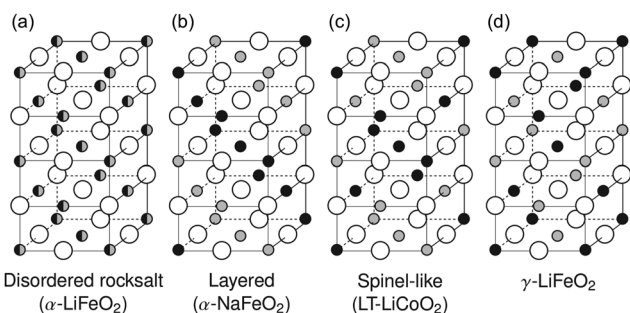 (a)
(b)
(c)
(d)
Disordered rocksalt
(α-LiFeO₂)
Layered
(α-NaFeO₂)
Spinel-like
(LT-LiCoO₂)
γ-LiFeO₂